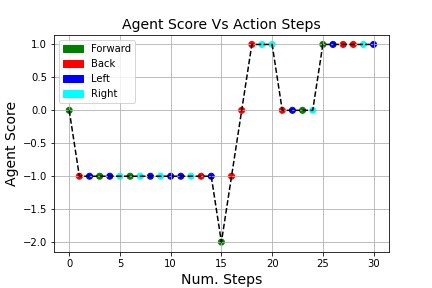 Agent Score Vs Action Steps
Agent Score
1.0
0.5
0.0
−0.5
−1.0
−1.5
−2.0
Forward
Back
Left
Right
0 5 10 15 20 25 30
Num. Steps